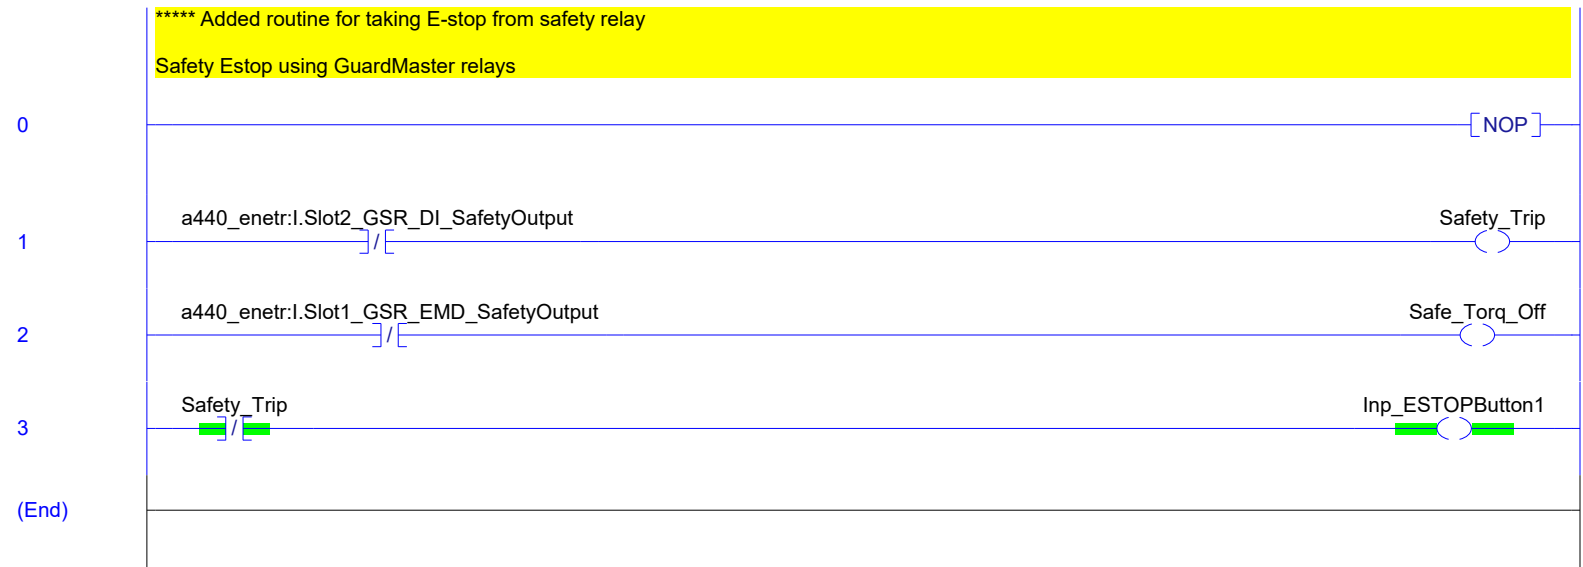 ***** Added routine for taking E-stop from safety relay
Safety Estop using GuardMaster relays
0
NOP
a440_enetr:I.Slot2_GSR_DI_SafetyOutput
Safety_Trip
1
/
a440_enetr:I.Slot1_GSR_EMD_SafetyOutput
Safe_Torq_Off
2
/
Safety_Trip
Inp_ESTOPButton1
3
/
(End)